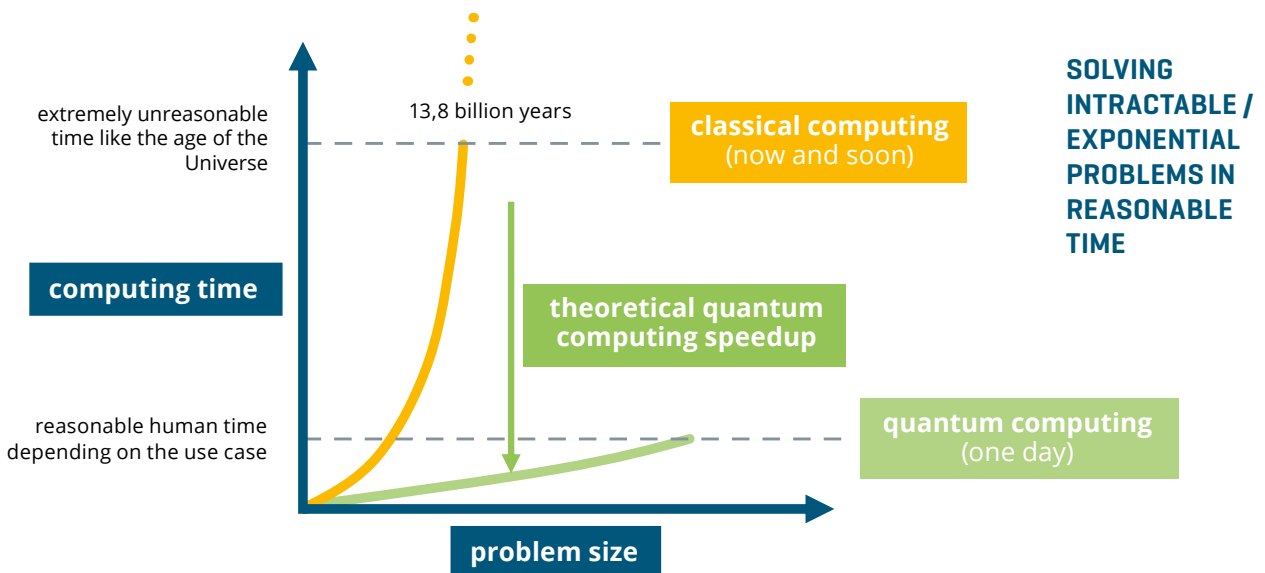 13,8 billion years
extremely unreasonable
time like the age of the
Universe
classical computing
(now and soon)
SOLVING
INTRACTABLE /
EXPONENTIAL
PROBLEMS IN
REASONABLE
TIME
computing time
theoretical quantum
computing speedup
reasonable human time
depending on the use case
quantum computing
(one day)
problem size